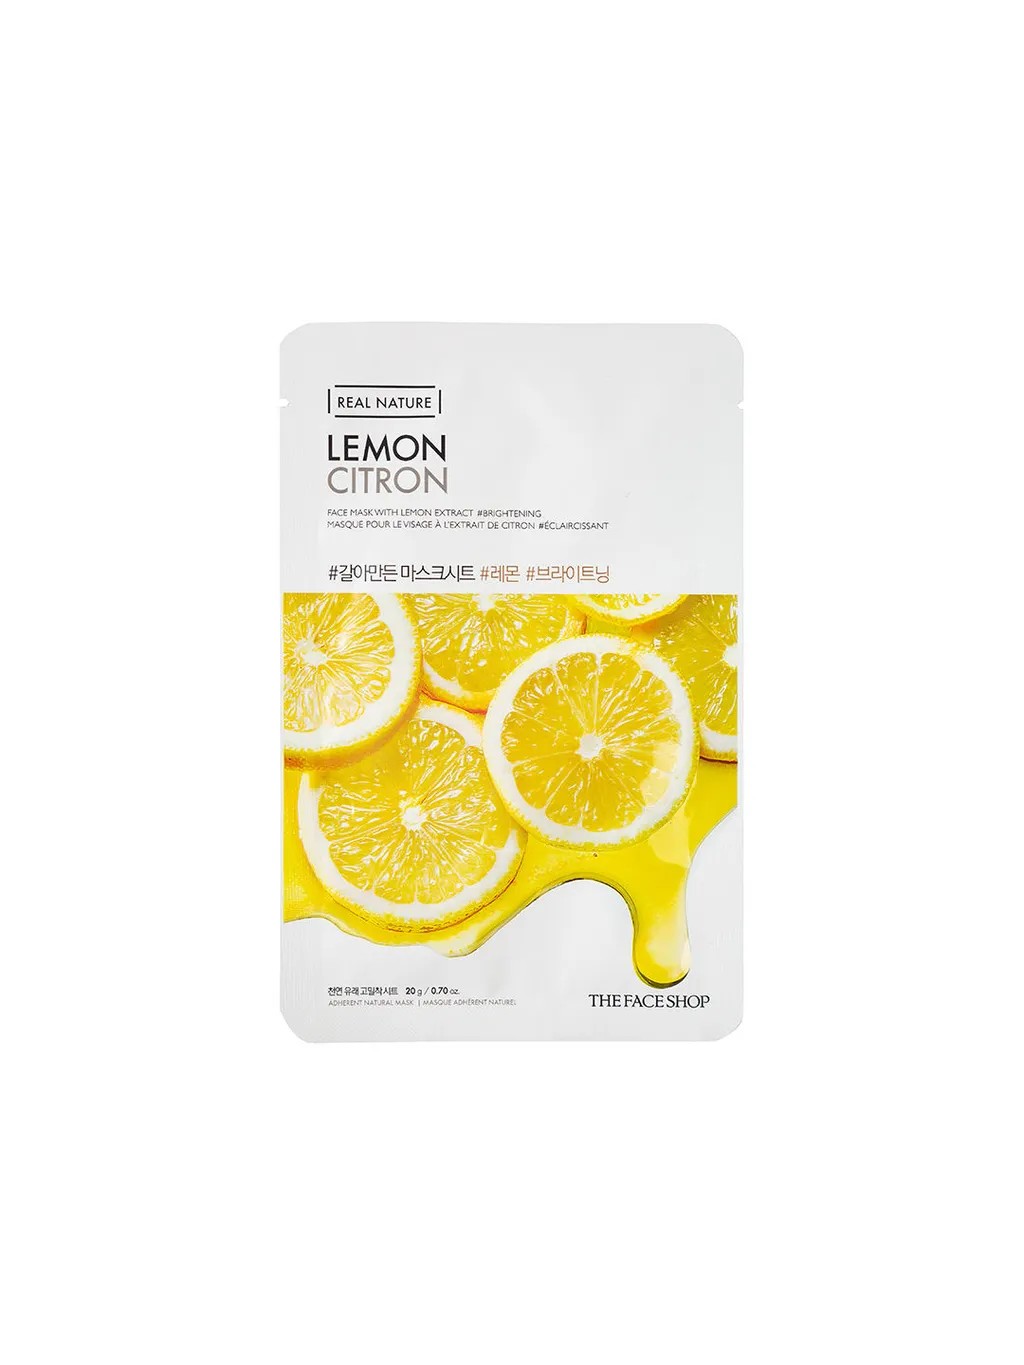 REAL NATURE
LEMON
CITRON
FACE MASK WITH LEMON EXTRACT #BRIGHTENING
MASQUE POUR LE VISAGE À L'EXTRAIT DE CITRON #ÉCLAIRCISSANT
#갈아만든 마스크시트 #레몬 #브라이트닝
천연 유래 고밀착 시트 20 g / 0.70 oz.
ADHERENT NATURAL MASK | MASQUE ADHÉRENT NATUREL
THE FACE SHOP